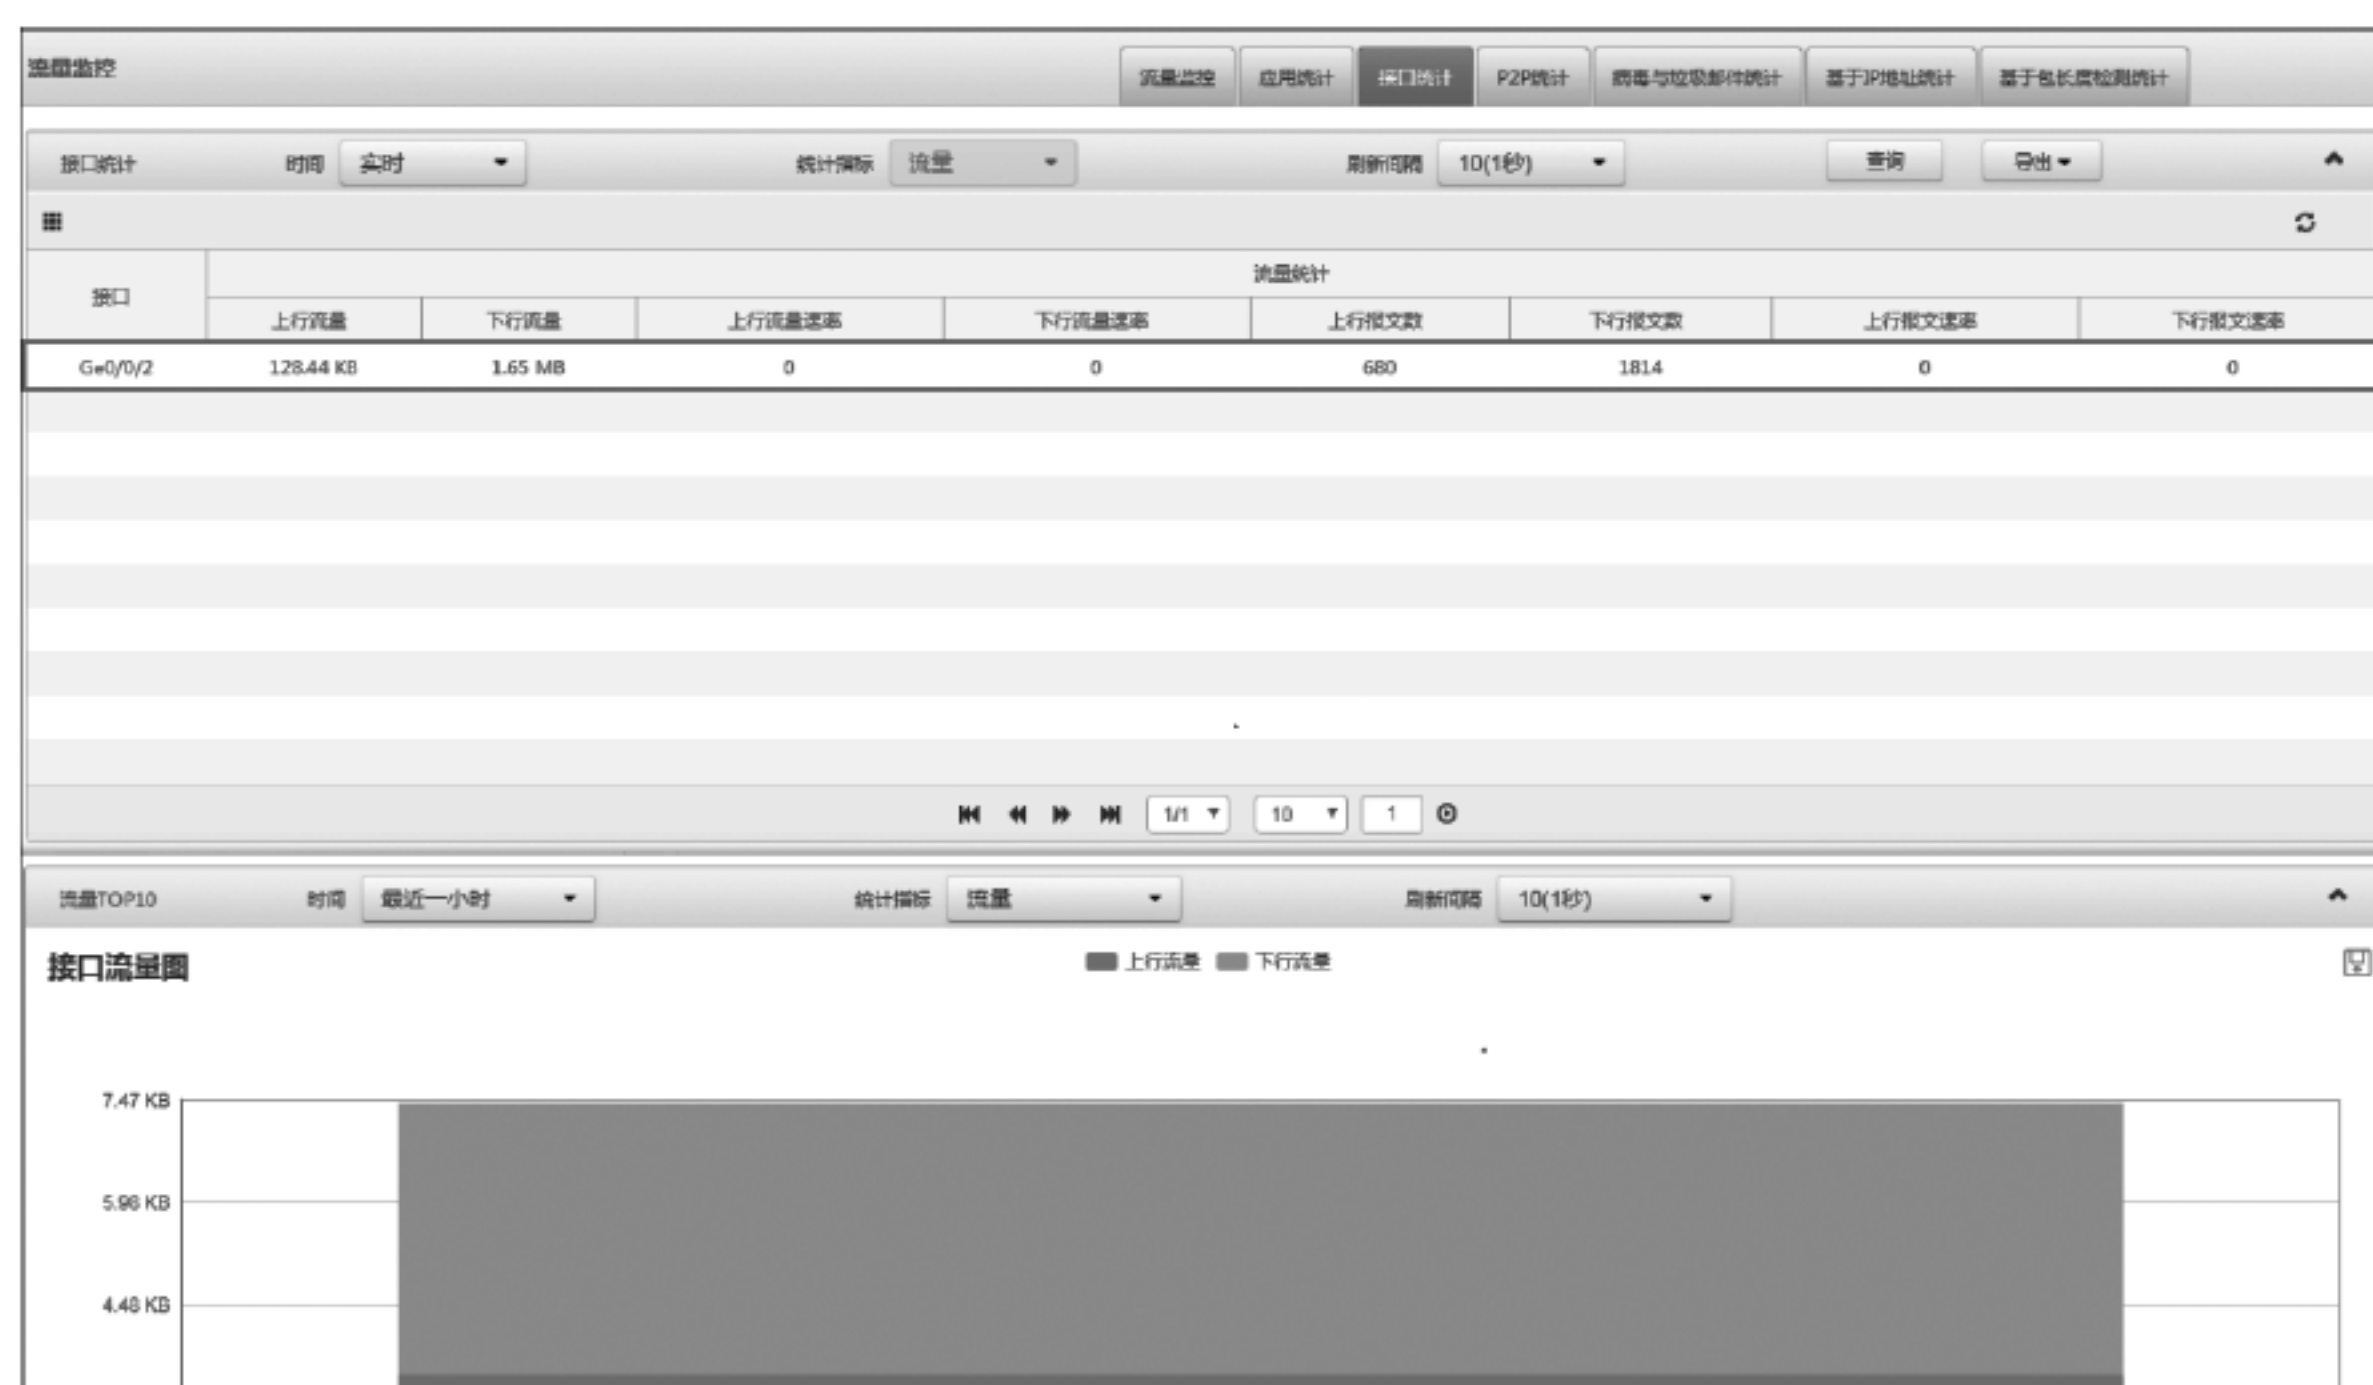 流量监控
流量监控 应用统计 接口统计 P2P统计 病毒与垃圾邮件统计 基于IP地址统计 基于包长度检测统计
接口统计 时间 实时 统计指标 流量 刷新间隔 10(1秒) 查询 导出
接口 流量统计
上行流量 下行流量 上行流量速率 下行流量速率 上行报文数 下行报文数 上行报文速率 下行报文速率
Ge0/0/2 128.44 KB 1.65 MB 0 0 680 1814 0 0
1/1 10 1
流量TOP10 时间 最近一小时 统计指标 流量 刷新间隔 10(1秒)
接口流量图 上行流量 下行流量
7.47 KB
5.98 KB
4.48 KB